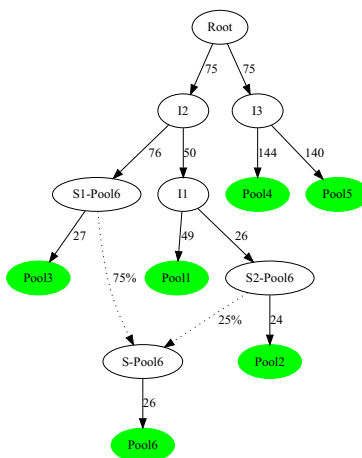 Root
75 75
I2 I3
76 50 144 140
S1-Pool6 I1 Pool4 Pool5
27 49 26
Pool3 75% Pool1 S2-Pool6
25% 24
S-Pool6 Pool2
26
Pool6